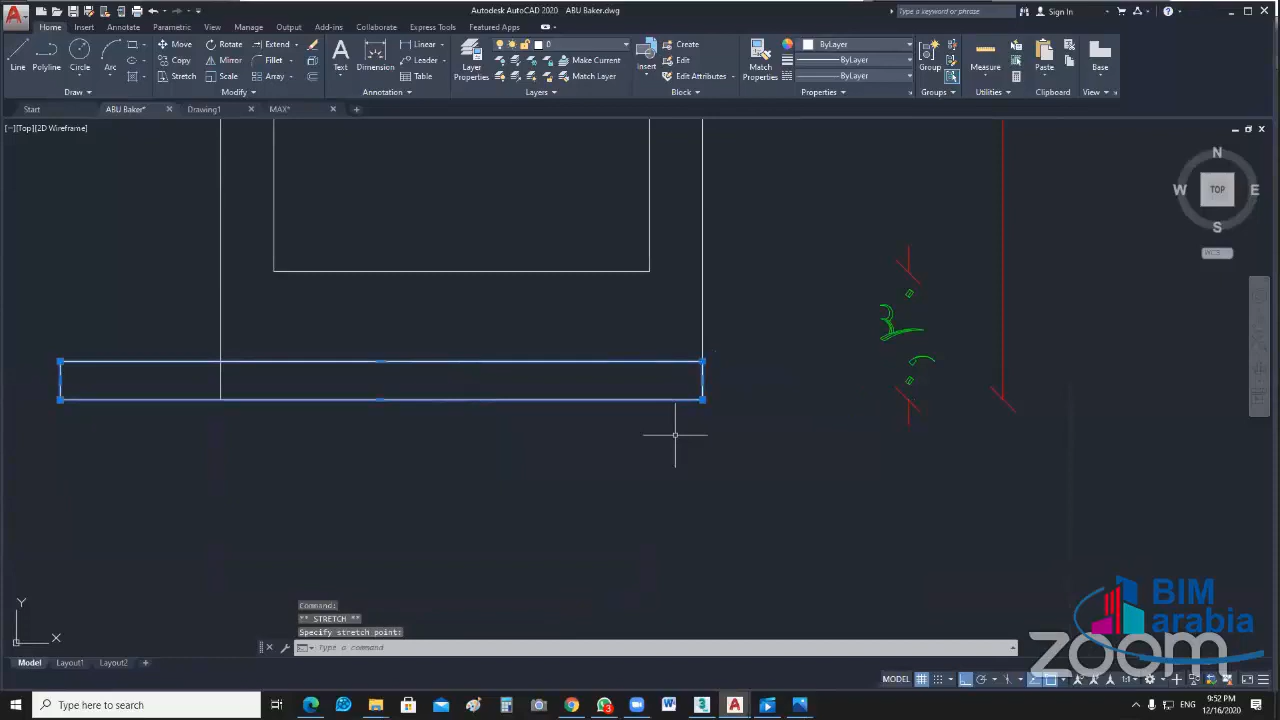 Autodesk AutoCAD 2020 ABU Baker.dwg
Type a keyword or phrase
Sign In
Home Insert Annotate Parametric View Manage Output Add-ins Collaborate Express Tools Featured Apps
Line Polyline Circle Arc
Move Rotate Extend
Copy Mirror Fillet
Stretch Scale Array
Text Dimension
Linear
Leader
Table
Layer Properties
0
Make Current
Match Layer
Insert
Create
Edit
Edit Attributes
Match Properties
ByLayer
ByLayer
ByLayer
Group
Measure
Paste
Base
Draw Modify Annotation Layers Block Properties Groups Utilities Clipboard View
Start ABU Baker* Drawing1 MAX*
[−][Top][2D Wireframe]
N
W TOP E
S
WCS
Command:
** STRETCH **
Specify stretch point:
Type a command
Y
X
Model Layout1 Layout2
MODEL
1:1
BIM
arabia
zoom
Type here to search
3
ENG
9:52 PM
12/16/2020